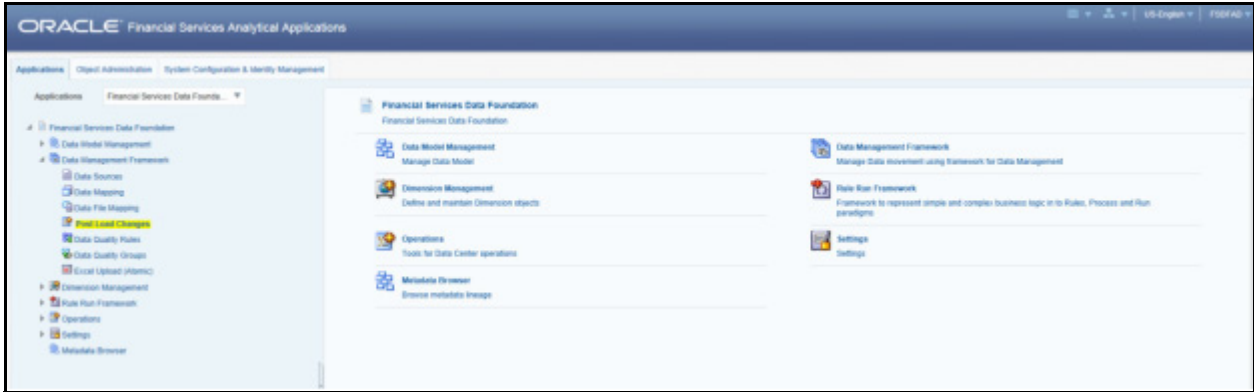 ORACLE Financial Services Analytical Applications
US-English
FSDFAD
Applications Object Administration System Configuration & Identity Management
Applications Financial Services Data Founda...
Financial Services Data Foundation
Data Model Management
Data Management Framework
Data Sources
Data Mapping
Data File Mapping
Post Load Changes
Data Quality Rules
Data Quality Groups
Excel Upload (Atomic)
Dimension Management
Rule Run Framework
Operations
Settings
Metadata Browser
Financial Services Data Foundation
Financial Services Data Foundation
Data Model Management
Manage Data Model
Data Management Framework
Manage Data movement using framework for Data Management
Dimension Management
Define and maintain Dimension objects
Rule Run Framework
Framework to represent simple and complex business logic in to Rules, Process and Run
paradigms
Operations
Tools for Data Center operations
Settings
Settings
Metadata Browser
Browse metadata lineage